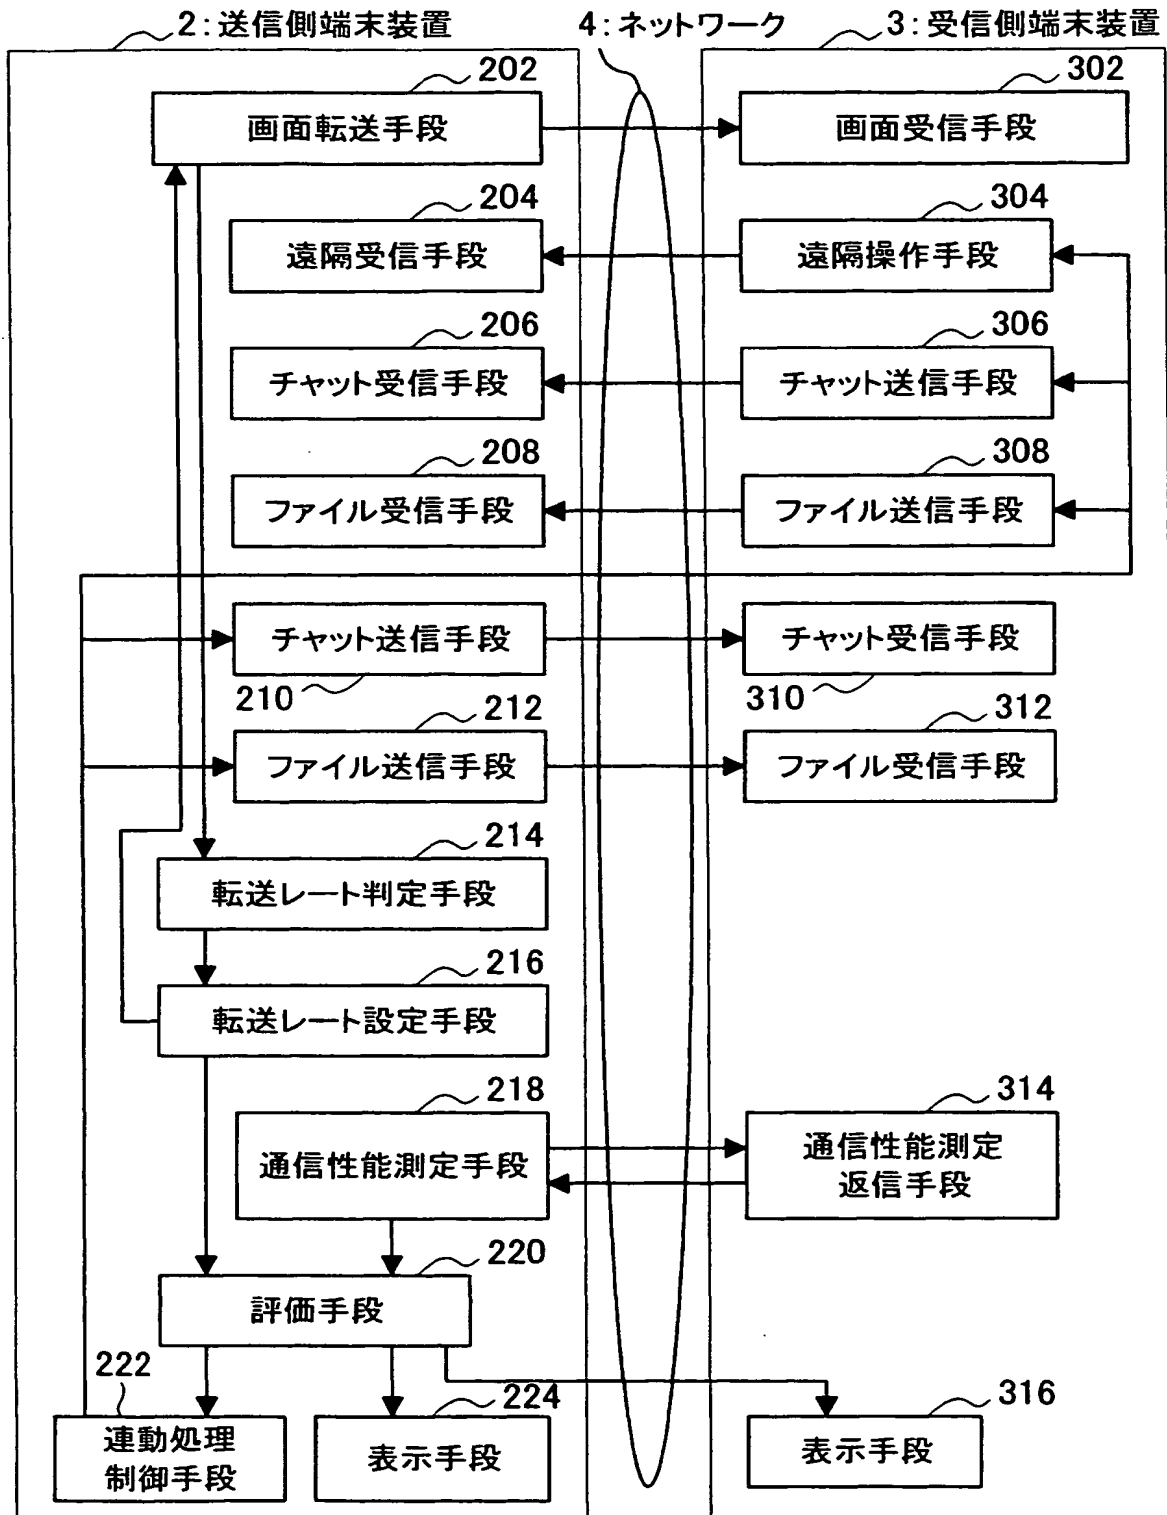 2:送信側端末装置
4:ネットワーク
3:受信側端末装置
202
302
画面転送手段
画面受信手段
204
304
遠隔受信手段
遠隔操作手段
206
306
チャット受信手段
チャット送信手段
208
308
ファイル受信手段
ファイル送信手段
チャット送信手段
チャット受信手段
210
310
212
312
ファイル送信手段
ファイル受信手段
214
転送レート判定手段
216
転送レート設定手段
218
314
通信性能測定手段
通信性能測定
返信手段
220
評価手段
222
224
316
連動処理
制御手段
表示手段
表示手段